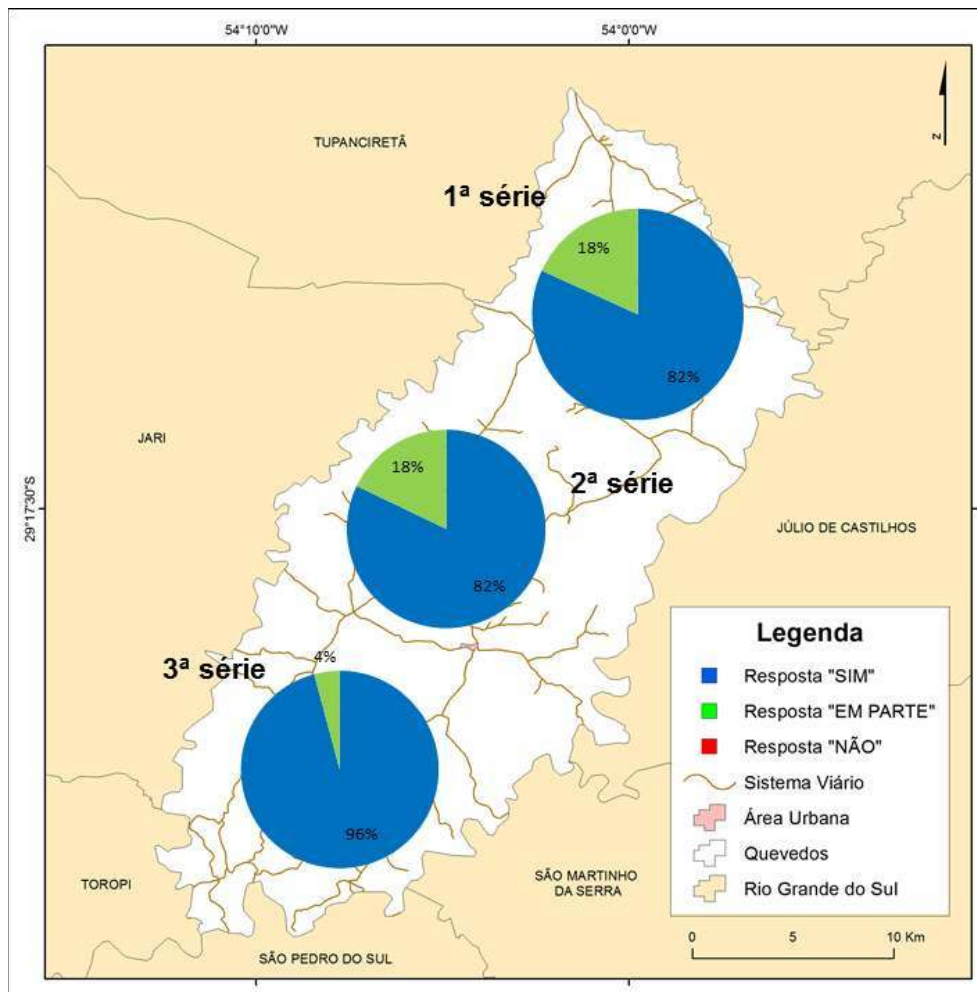 54°10'0"W
54°0'0"W
TUPANCIRETÃ
z
1ª série
18%
82%
JARI
18%
2ª série
29°17'30"S
82%
JÚLIO DE CASTILHOS
3ª série
4%
96%
TOROPI
SÃO MARTINHO
DA SERRA
SÃO PEDRO DO SUL
Legenda
Resposta "SIM"
Resposta "EM PARTE"
Resposta "NÃO"
Sistema Viário
Área Urbana
Quevedos
Rio Grande do Sul
0 5 10 Km